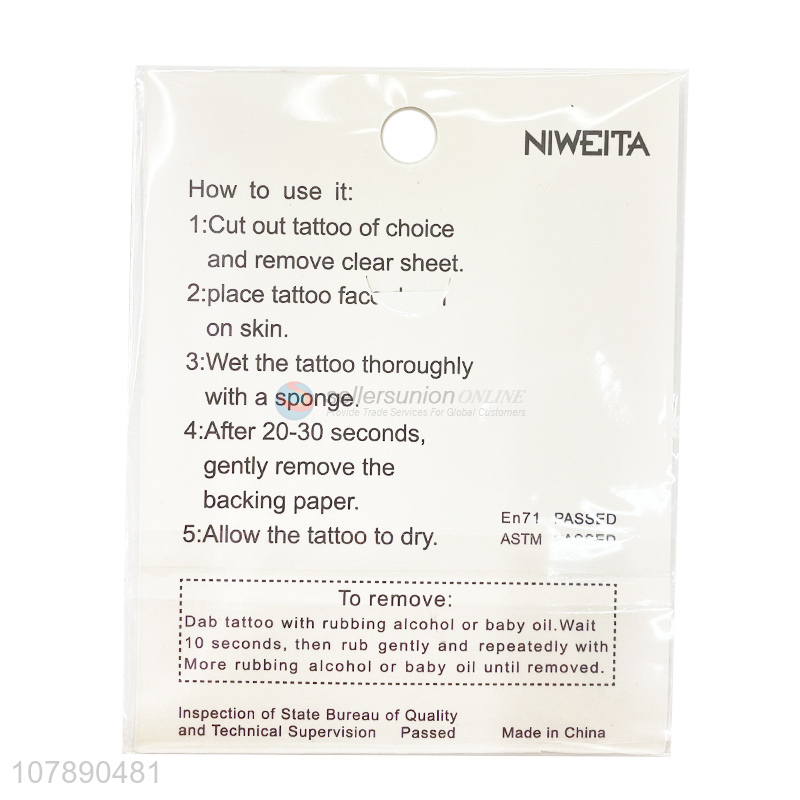 NIWEITA
How to use it:
1:Cut out tattoo of choice
and remove clear sheet.
2:place tattoo
on skin.
3:Wet the tattoo thoroughly
with a sponge.
sellersunion ONLINE
Provide Trade Services For Global Customers
4:After 20-30 seconds,
gently remove the
backing paper.
5:Allow the tattoo to dry.
En71 PASSED
ASTM
To remove:
Dab tattoo with rubbing alcohol or baby oil.Wait
10 seconds, then rub gently and repeatedly with
More rubbing alcohol or baby oil until removed.
Inspection of State Bureau of Quality
and Technical Supervision Passed
Made in China
107890481